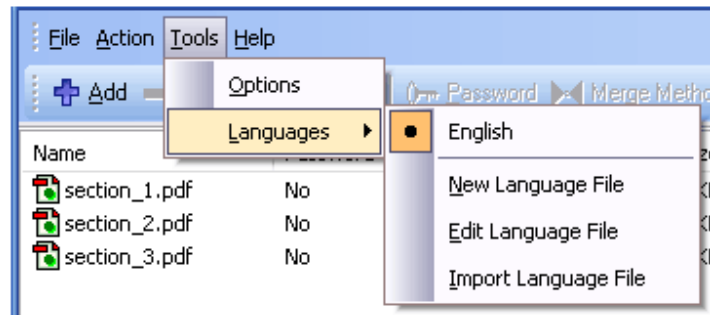 File Action Tools Help
Add Password Merge
Options
Languages English
Name
New Language File
section_1.pdf No
section_2.pdf No
Edit Language File
section_3.pdf No
Import Language File